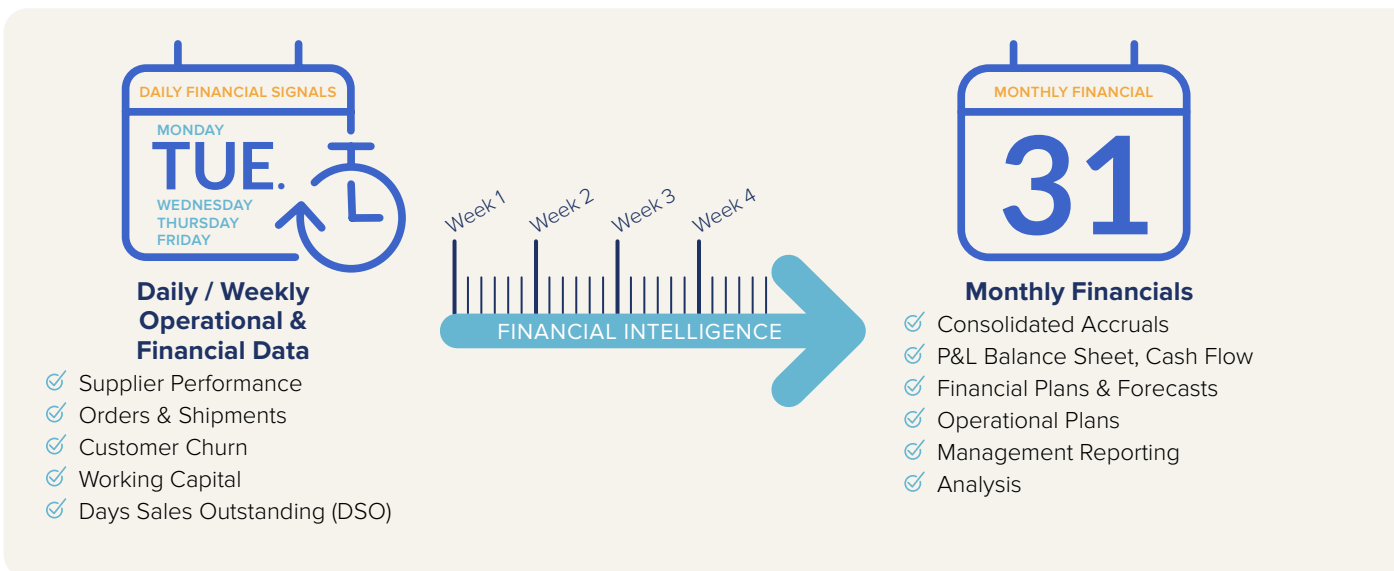 DAILY FINANCIAL SIGNALS
MONDAY
TUE.
WEDNESDAY
THURSDAY
FRIDAY
Daily / Weekly
Operational &
Financial Data
Supplier Performance
Orders & Shipments
Customer Churn
Working Capital
Days Sales Outstanding (DSO)
Week 1
Week 2
Week 3
Week 4
FINANCIAL INTELLIGENCE
MONTHLY FINANCIAL
31
Monthly Financials
Consolidated Accruals
P&L Balance Sheet, Cash Flow
Financial Plans & Forecasts
Operational Plans
Management Reporting
Analysis